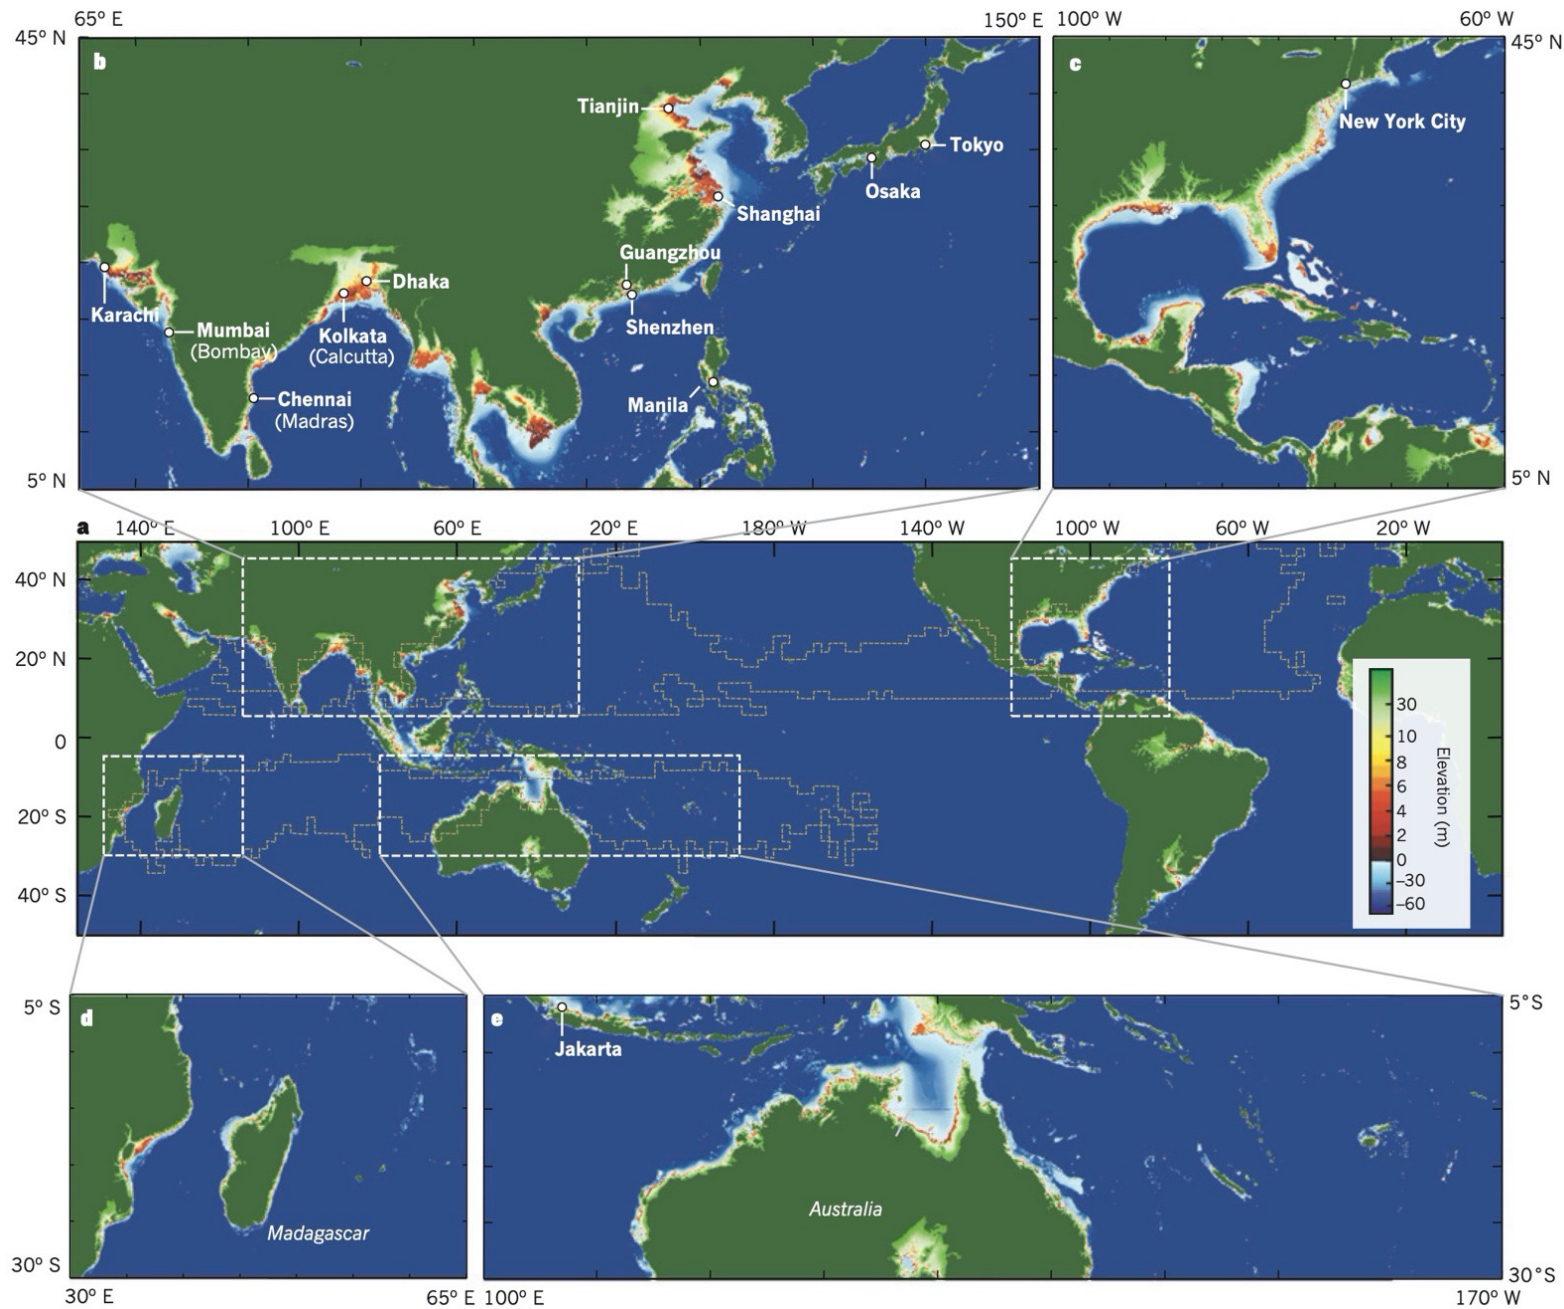 65° E
150° E
100° W
60° W
45° N
b
Tianjin
Tokyo
Osaka
Shanghai
Guangzhou
Shenzhen
Dhaka
Karachi
Mumbai
(Bombay)
Kolkata
(Calcutta)
Chennai
(Madras)
Manila
5° N
c
45° N
New York City
5° N
a
140° E
100° E
60° E
20° E
180° W
140° W
100° W
60° W
20° W
40° N
20° N
0
20° S
40° S
30
10
8
6
4
2
0
–30
–60
Elevation (m)
5° S
d
Madagascar
30° S
30° E
65° E
e
5° S
Jakarta
Australia
30° S
100° E
170° W